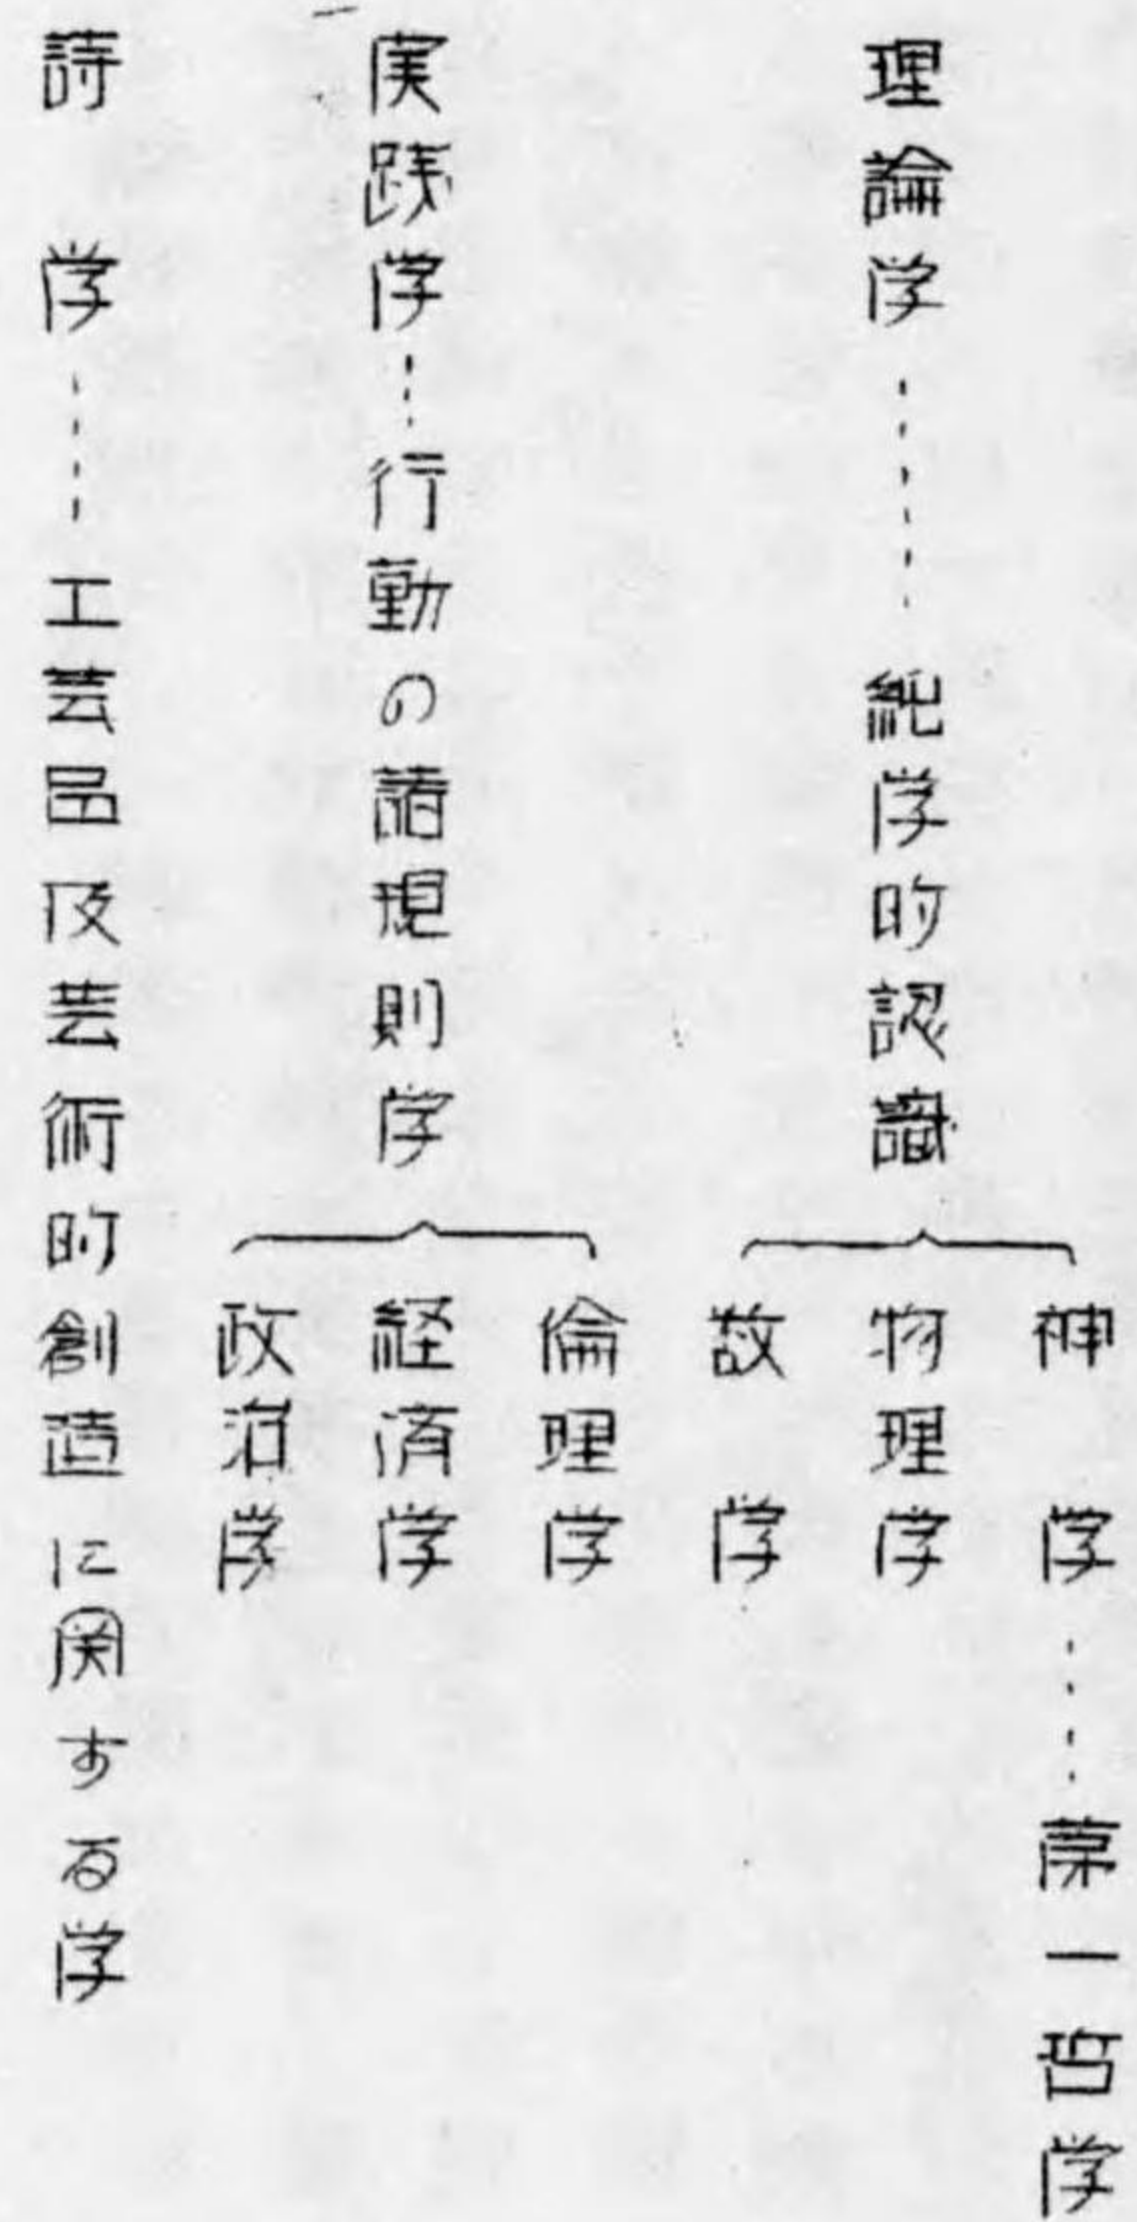 理論学……純学的認識
神学……第一哲学
物理学
数学
実践学…行動の諸規則学
倫理学
経済学
政治学
詩学……工芸品及芸術的創造に関する学